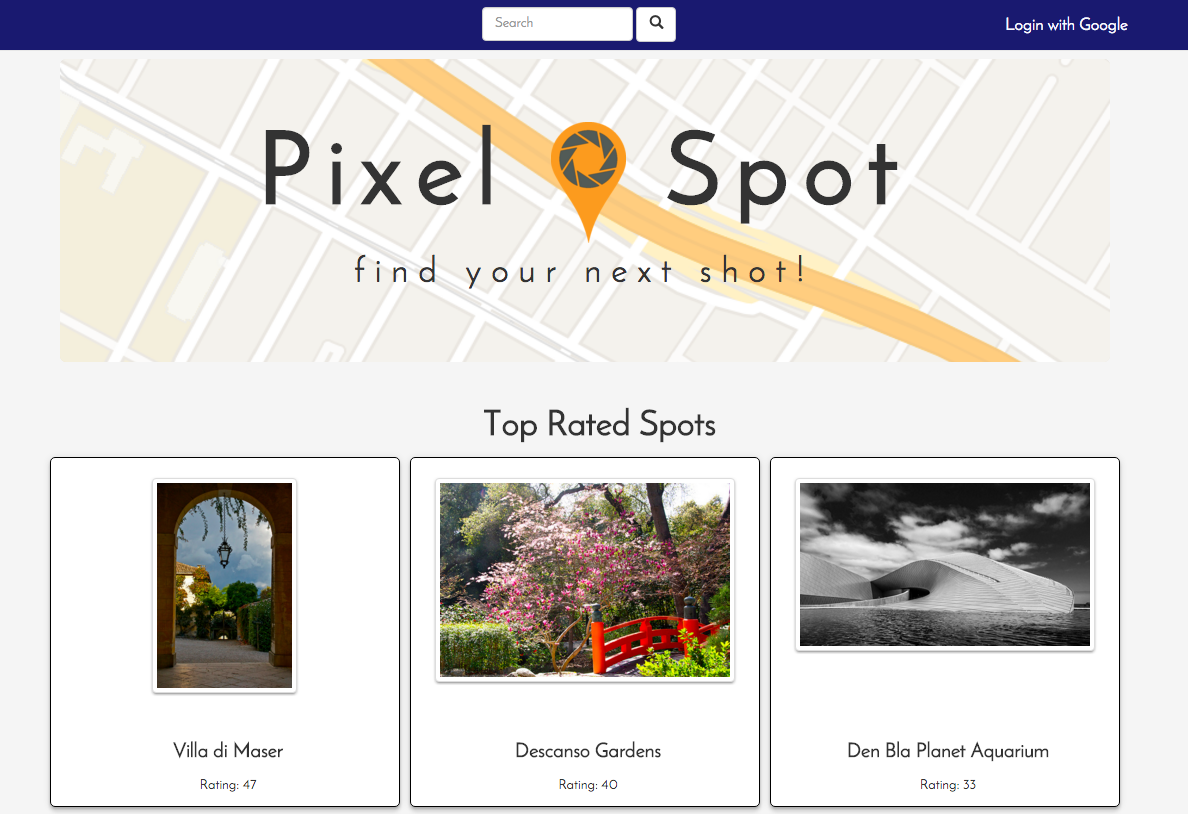 Search
Login with Google
Pixel Spot
find your next shot!
Top Rated Spots
Villa di Maser
Rating: 47
Descanso Gardens
Rating: 40
Den Bla Planet Aquarium
Rating: 33